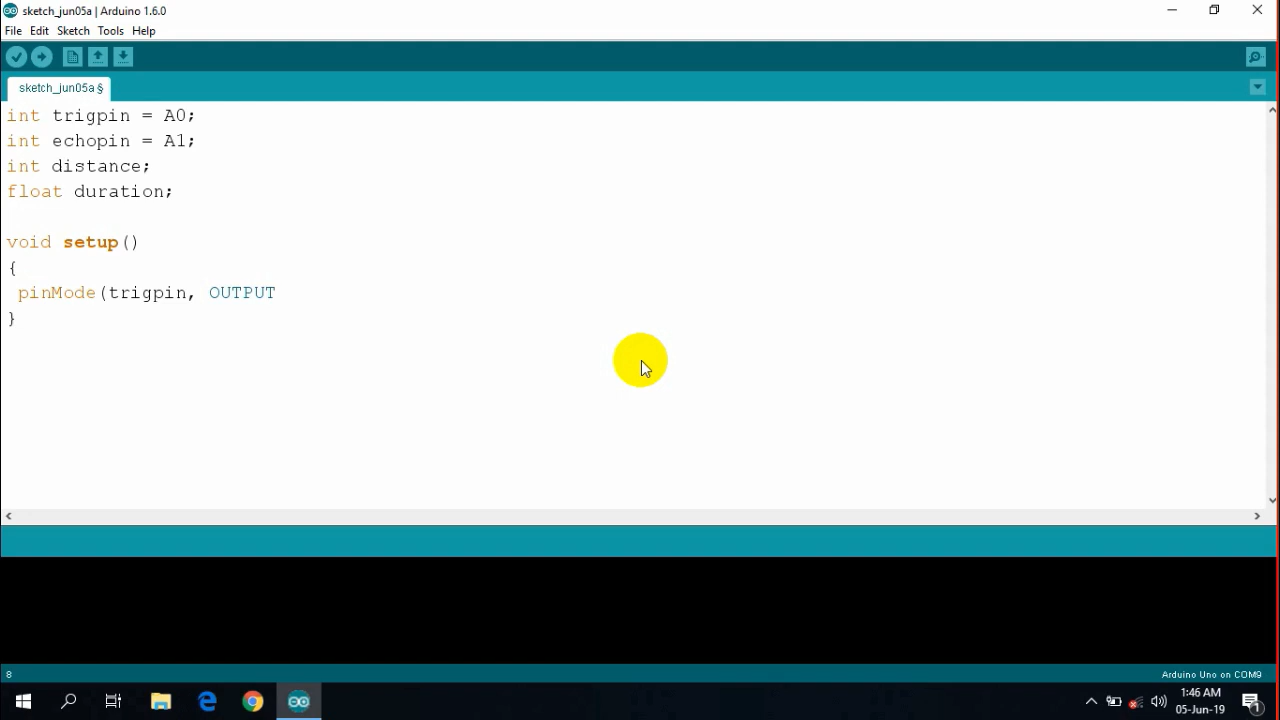 sketch_jun05a | Arduino 1.6.0
File Edit Sketch Tools Help
sketch_jun05a §
int trigpin = A0;
int echopin = A1;
int distance;
float duration;
void setup()
{
pinMode(trigpin, OUTPUT
}
8
Arduino Uno on COM9
1:46 AM
05-Jun-19
1